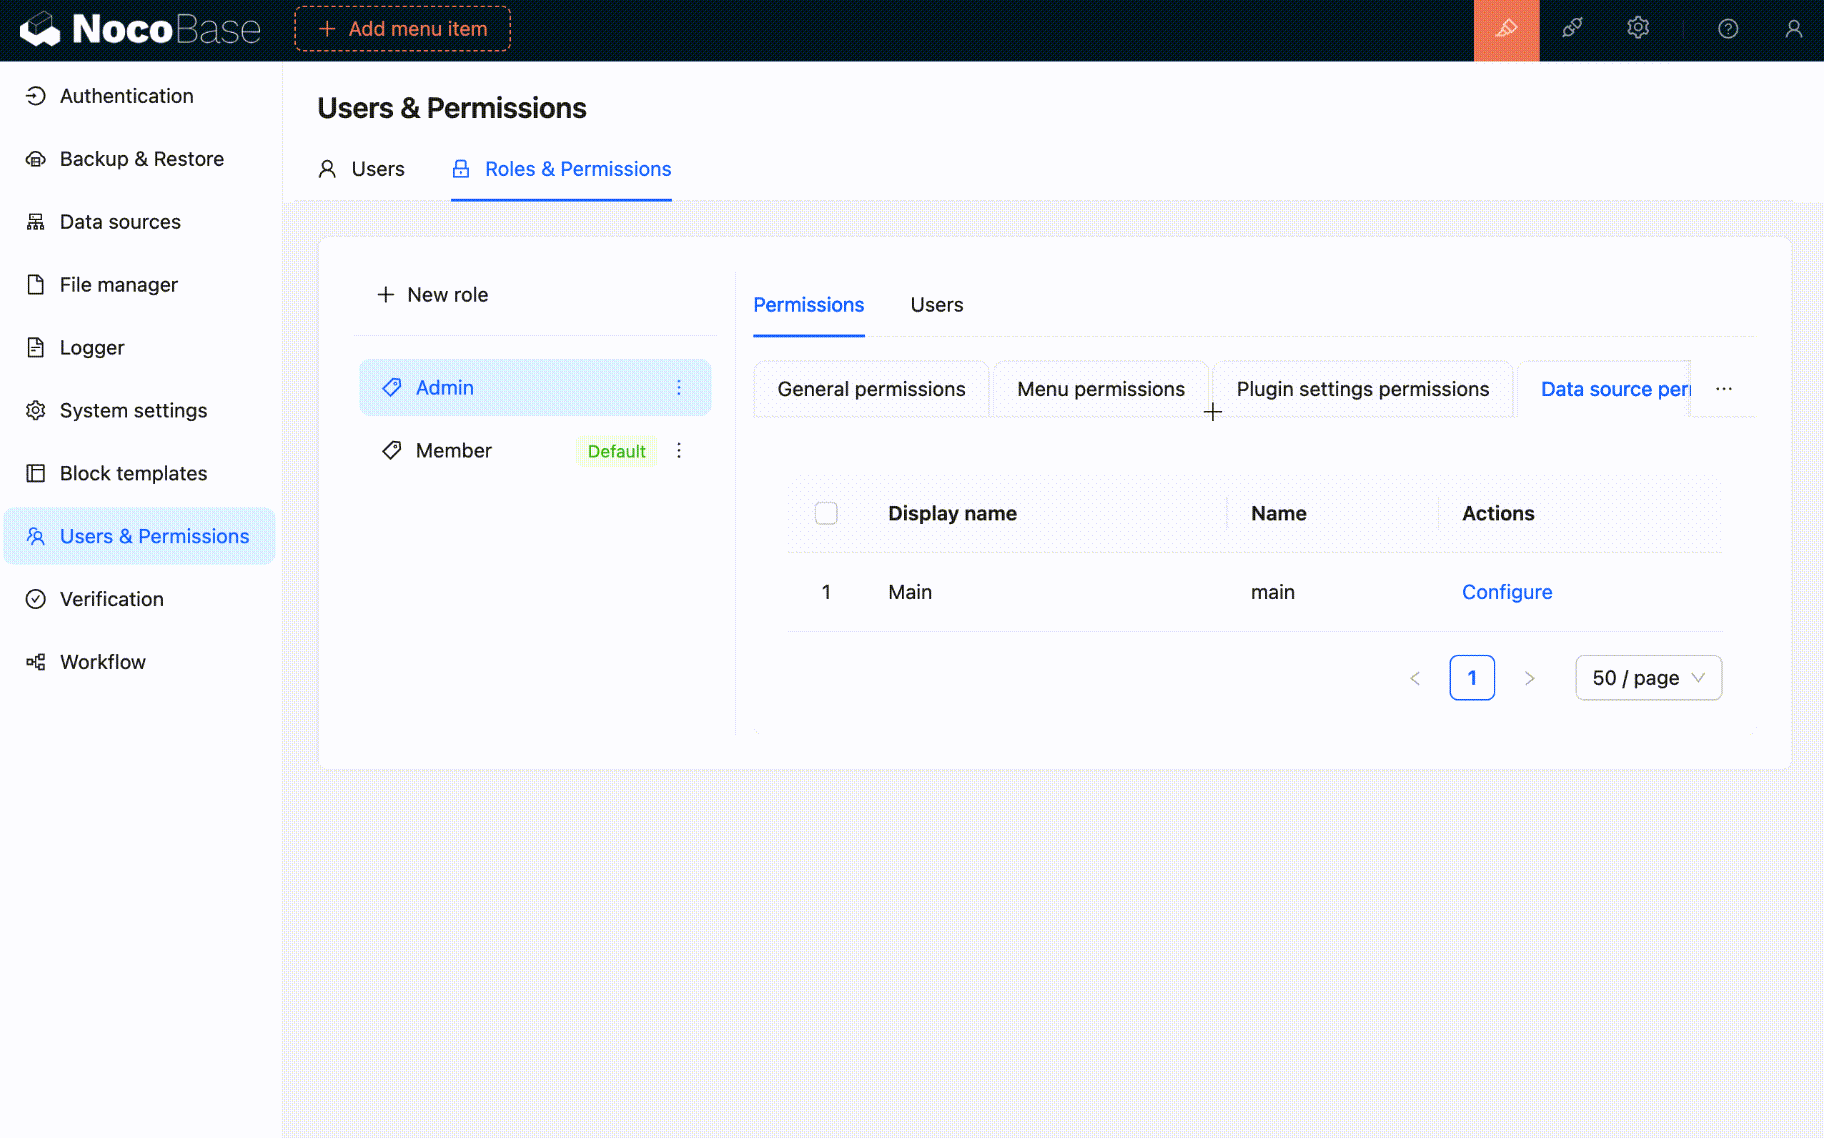 NocoBase
Add menu item
Authentication
Backup & Restore
Data sources
File manager
Logger
System settings
Block templates
Users & Permissions
Verification
Workflow
Users & Permissions
Users
Roles & Permissions
New role
Admin
Member
Default
Permissions
Users
General permissions
Menu permissions
Plugin settings permissions
Data source per
Display name
Name
Actions
1
Main
main
Configure
1
50 / page